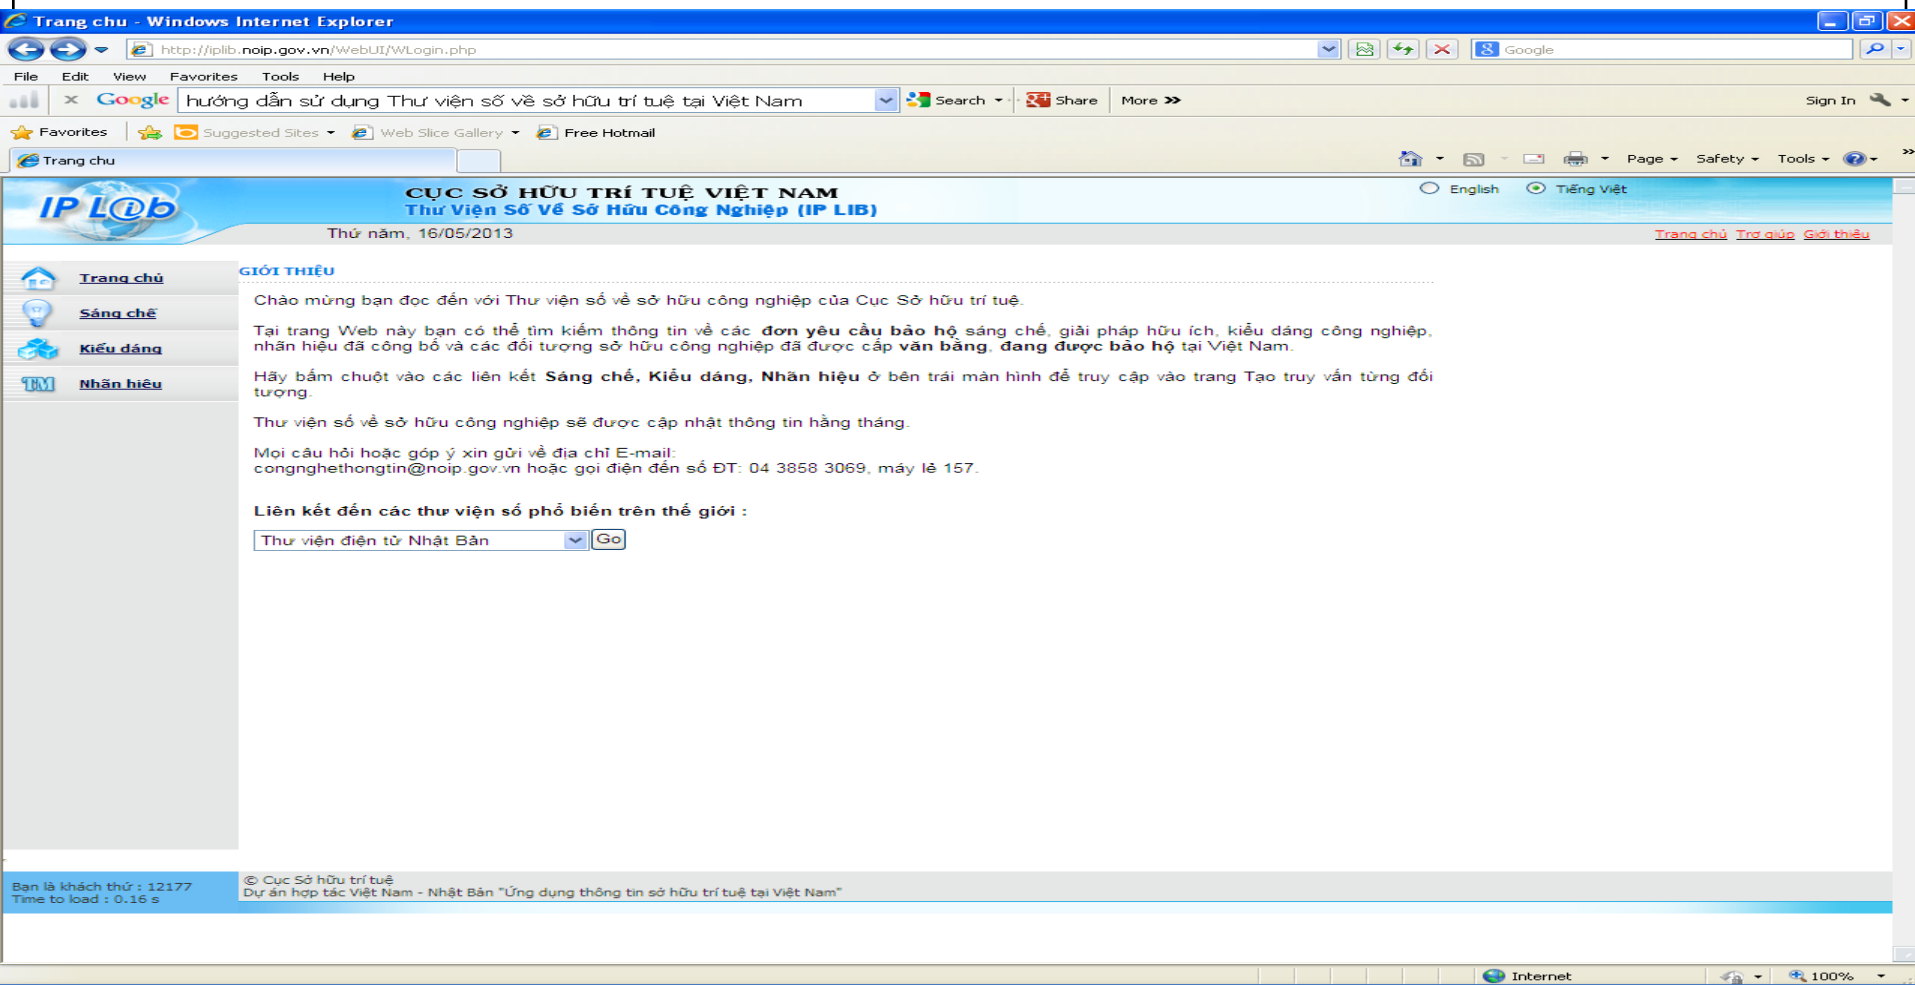 Trang chu - Windows Internet Explorer
http://iplib.noip.gov.vn/WebUI/WLogin.php
Google
File Edit View Favorites Tools Help
Google hướng dẫn sử dụng Thư viện số về sở hữu trí tuệ tại Việt Nam Search Share More >> Sign In
Favorites Suggested Sites Web Slice Gallery Free Hotmail
Trang chu Page Safety Tools >>
IP L@b CỤC SỞ HỮU TRÍ TUỆ VIỆT NAM English Tiếng Việt
Thư Viện Số Về Sở Hữu Công Nghiệp (IP LIB)
Thứ năm, 16/05/2013 Trang chủ Trợ giúp Giới thiệu
Trang chủ
Sáng chế
Kiểu dáng
TM Nhãn hiệu
GIỚI THIỆU
Chào mừng bạn đọc đến với Thư viện số về sở hữu công nghiệp của Cục Sở hữu trí tuệ.
Tại trang Web này bạn có thể tìm kiếm thông tin về các đơn yêu cầu bảo hộ sáng chế, giải pháp hữu ích, kiểu dáng công nghiệp,
nhãn hiệu đã công bố và các đối tượng sở hữu công nghiệp đã được cấp văn bằng, đang được bảo hộ tại Việt Nam.
Hãy bấm chuột vào các liên kết Sáng chế, Kiểu dáng, Nhãn hiệu ở bên trái màn hình để truy cập vào trang Tạo truy vấn từng đối
tượng.
Thư viện số về sở hữu công nghiệp sẽ được cập nhật thông tin hằng tháng.
Mọi câu hỏi hoặc góp ý xin gửi về địa chỉ E-mail:
congnghethongtin@noip.gov.vn hoặc gọi điện đến số ĐT: 04 3858 3069, máy lẻ 157.
Liên kết đến các thư viện số phổ biến trên thế giới :
Thư viện điện tử Nhật Bản Go
Bạn là khách thứ : 12177
Time to load : 0.16 s
© Cục Sở hữu trí tuệ
Dự án hợp tác Việt Nam - Nhật Bản "Ứng dụng thông tin sở hữu trí tuệ tại Việt Nam"
Internet 100%